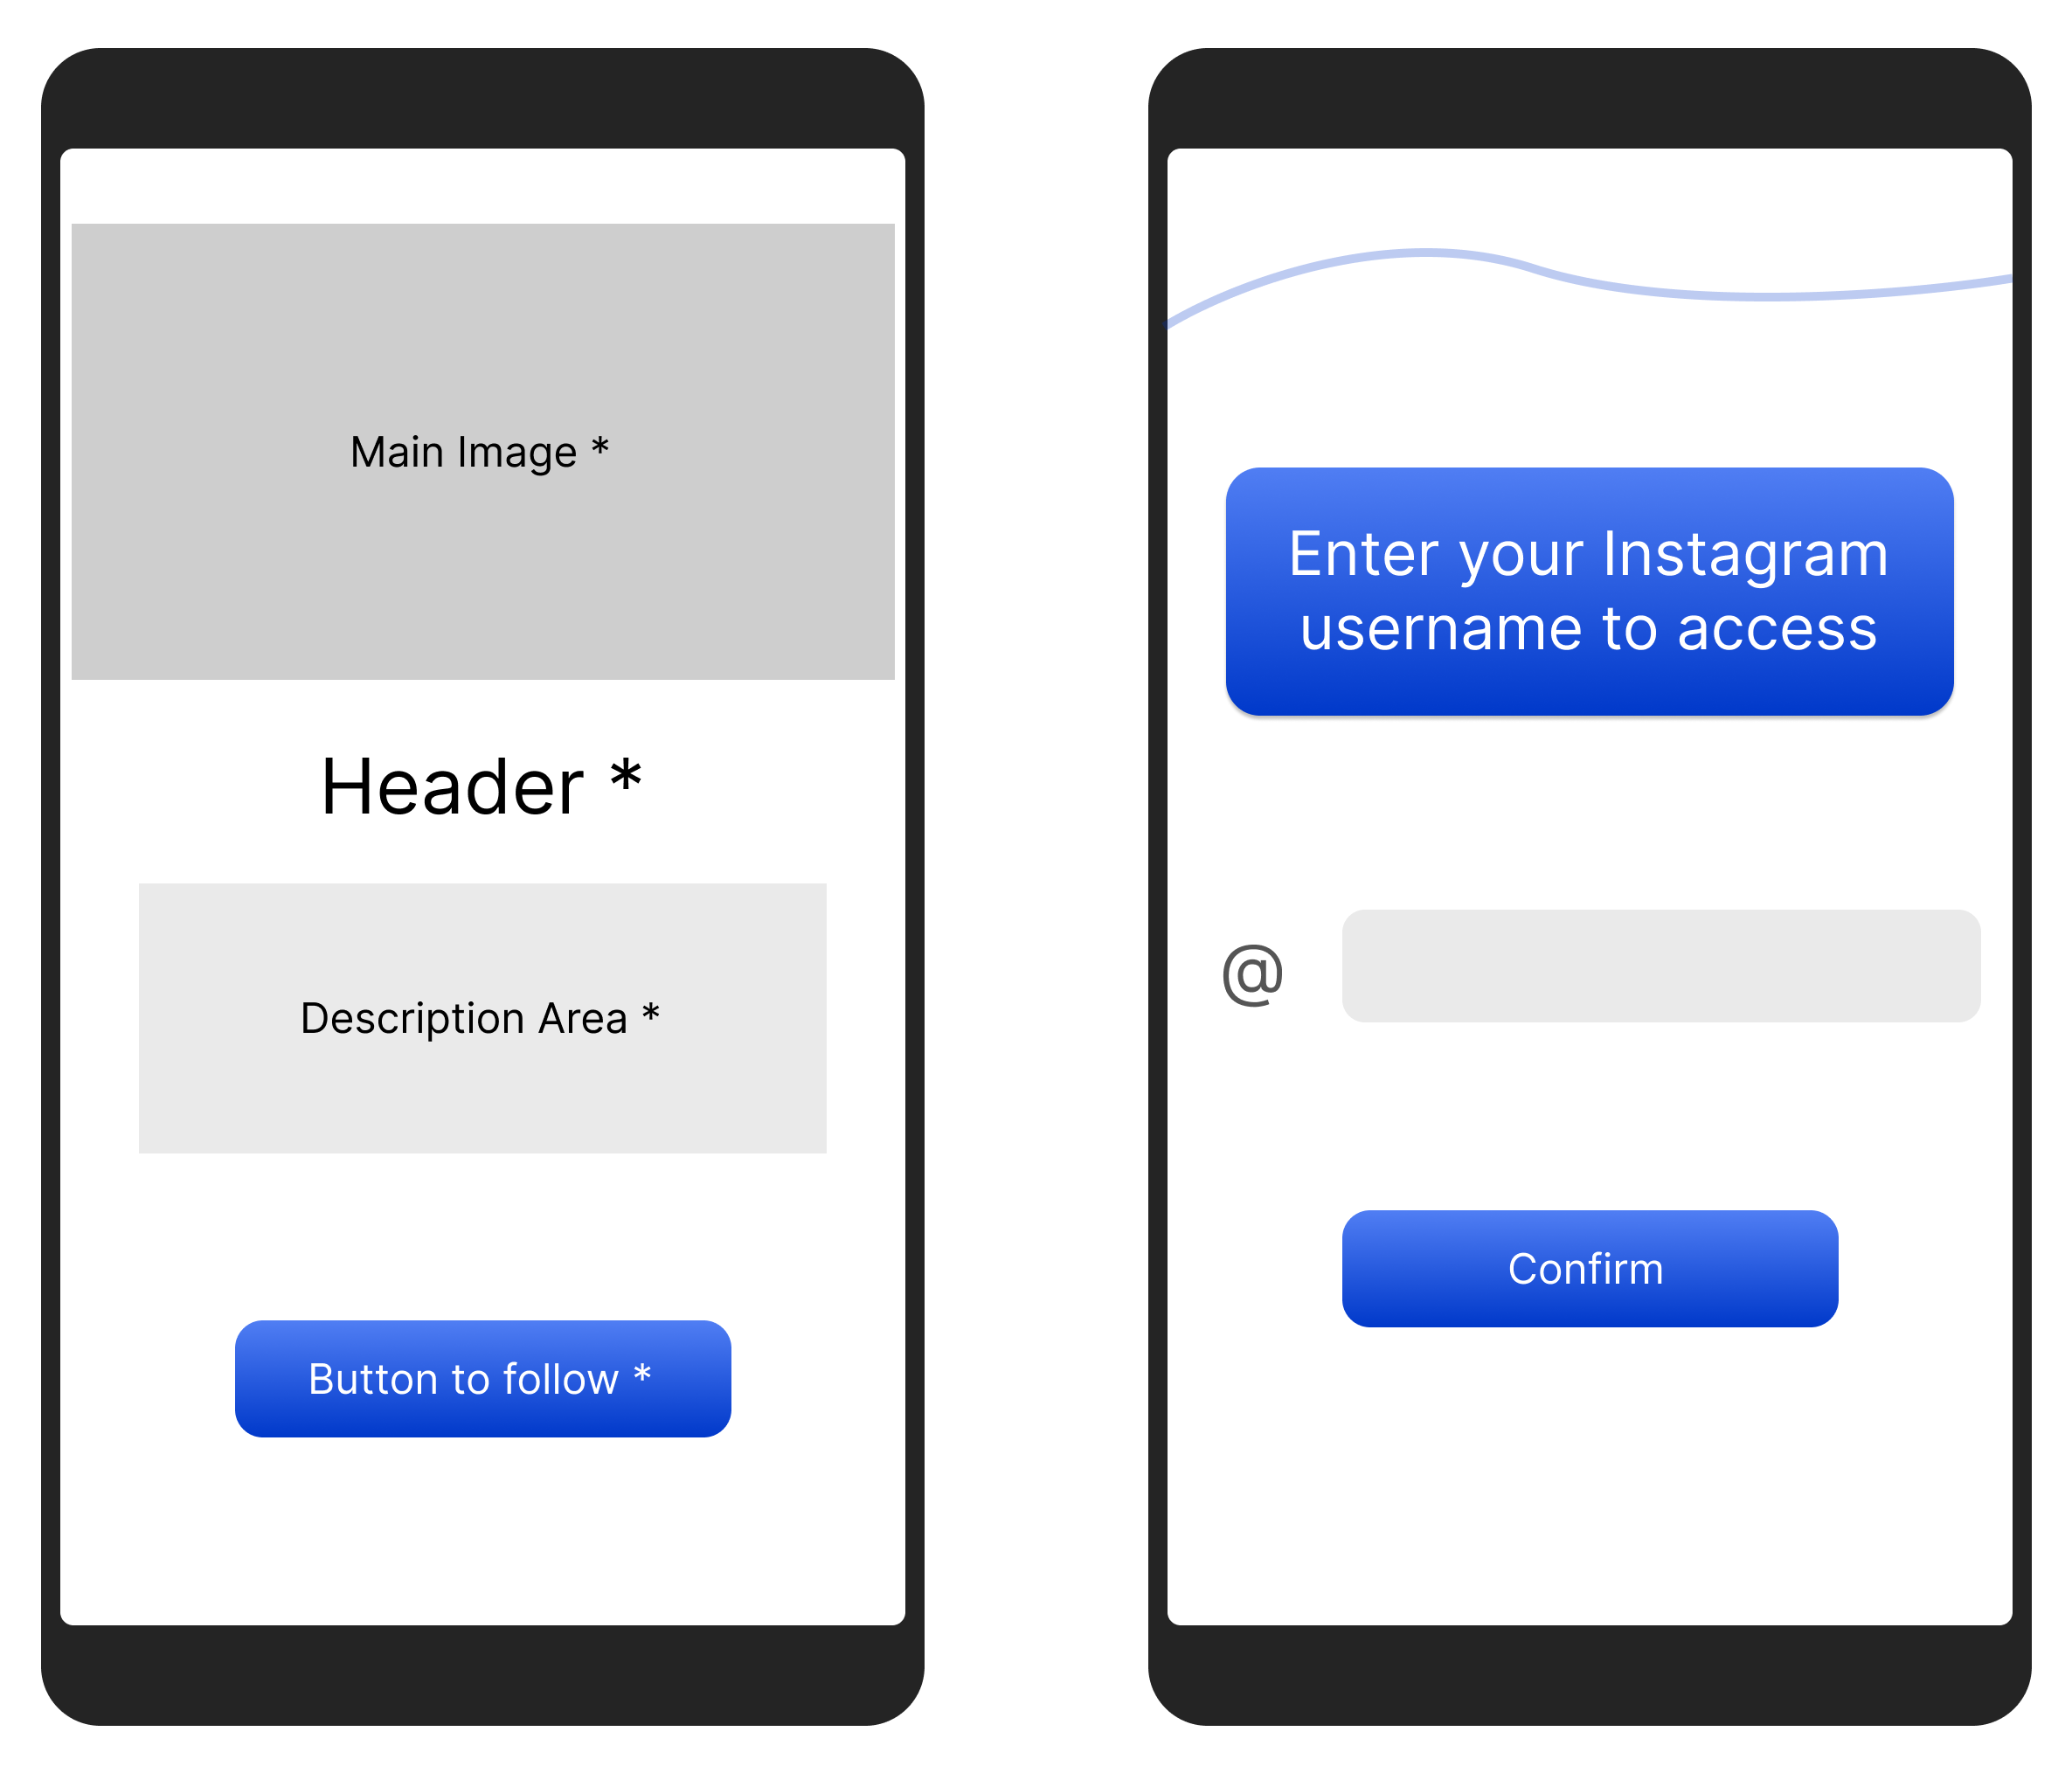 Main Image *
Header *
Description Area *
Button to follow *
Enter your Instagram
username to access
@
Confirm